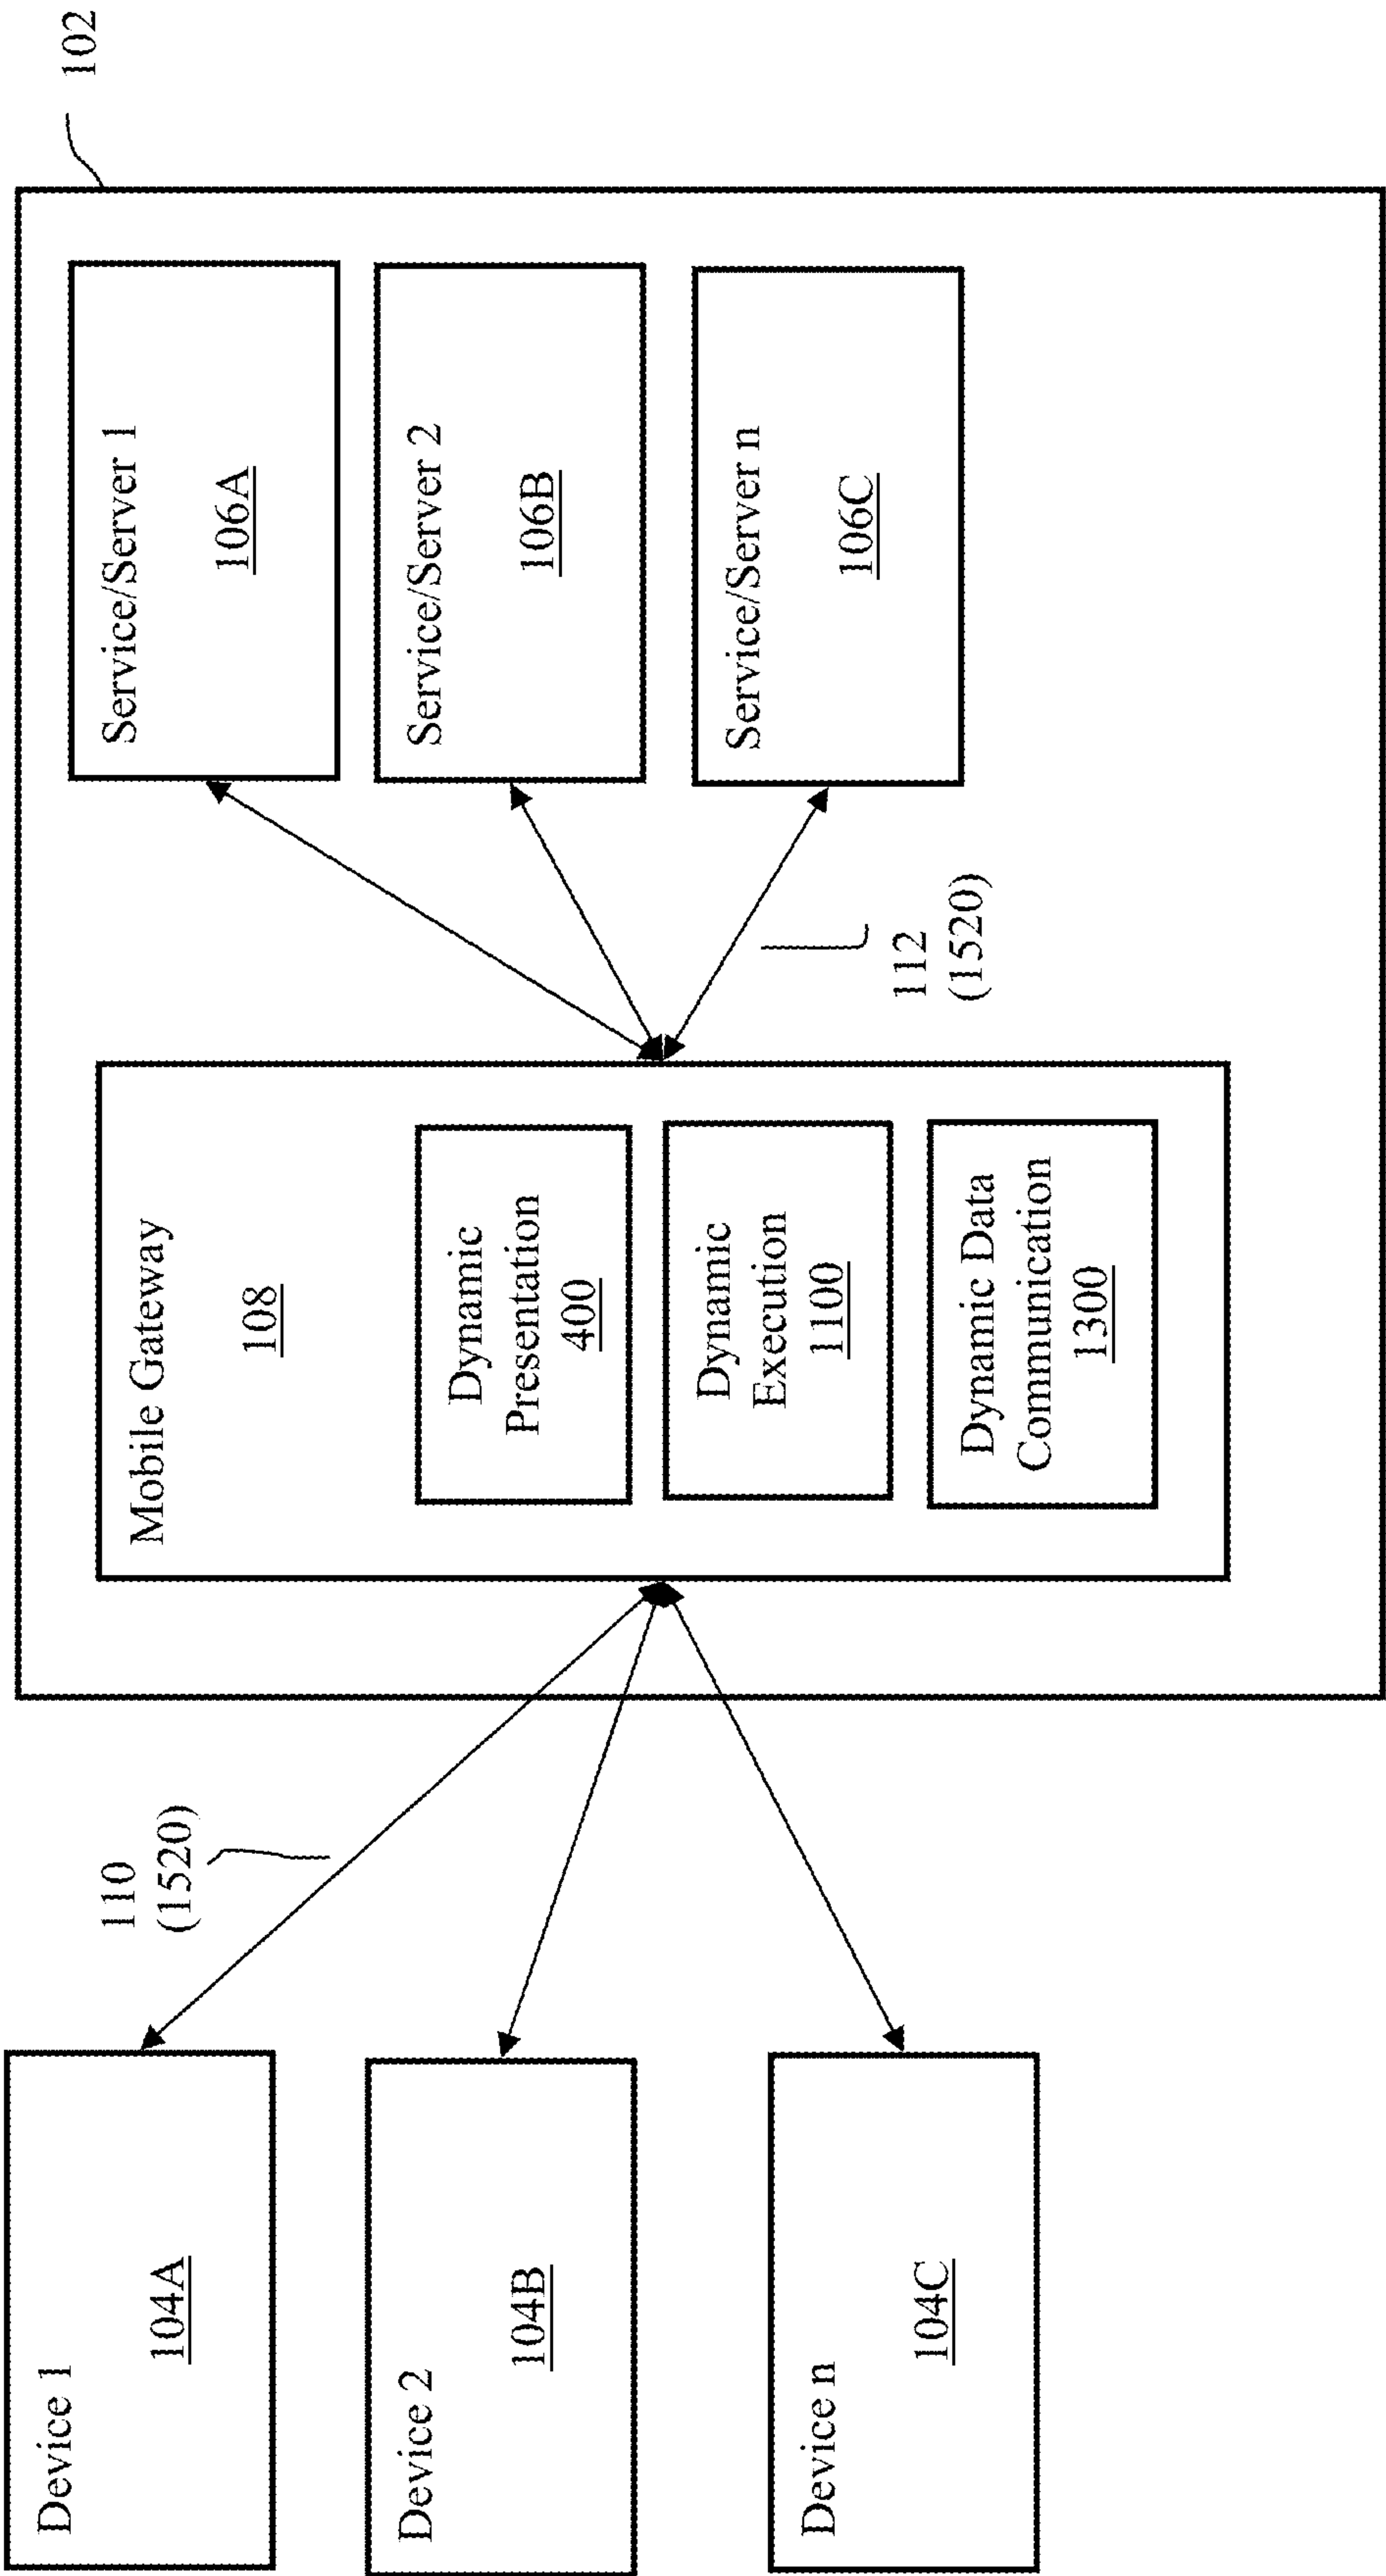 102
Device 1
104A
Device 2
104B
Device n
104C
110
(1520)
Mobile Gateway
108
Dynamic
Presentation
400
Dynamic
Execution
1100
Dynamic Data
Communication
1300
112
(1520)
Service/Server 1
106A
Service/Server 2
106B
Service/Server n
106C